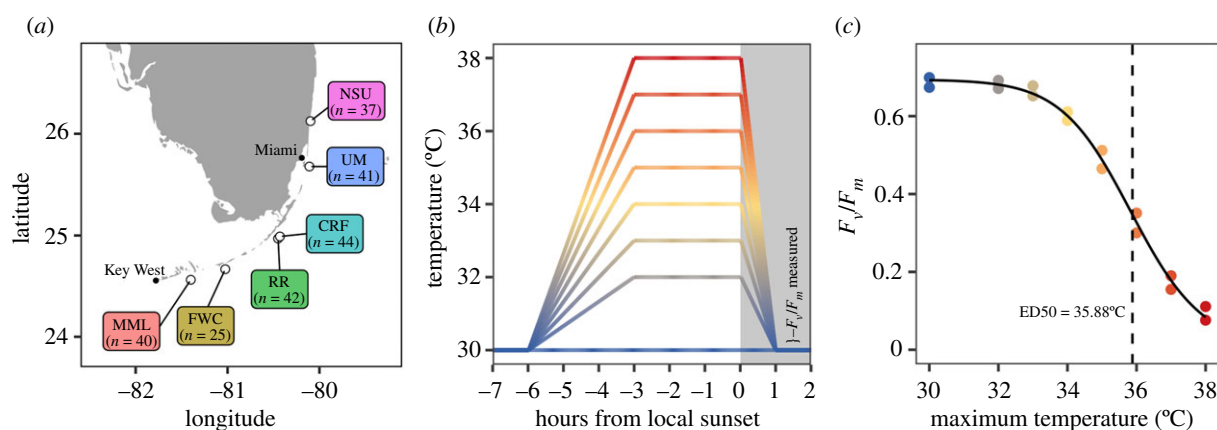 (a)
latitude
26
25
24
−82
−81
−80
longitude
NSU
(n = 37)
Miami
UM
(n = 41)
CRF
(n = 44)
RR
(n = 42)
Key West
MML
(n = 40)
FWC
(n = 25)
(b)
temperature (ºC)
38
36
34
32
30
−7 −6 −5 −4 −3 −2 −1 0 1 2
hours from local sunset
}−Fv/Fm measured
(c)
Fv/Fm
0.6
0.4
0.2
0
30 32 34 36 38
maximum temperature (ºC)
ED50 = 35.88ºC